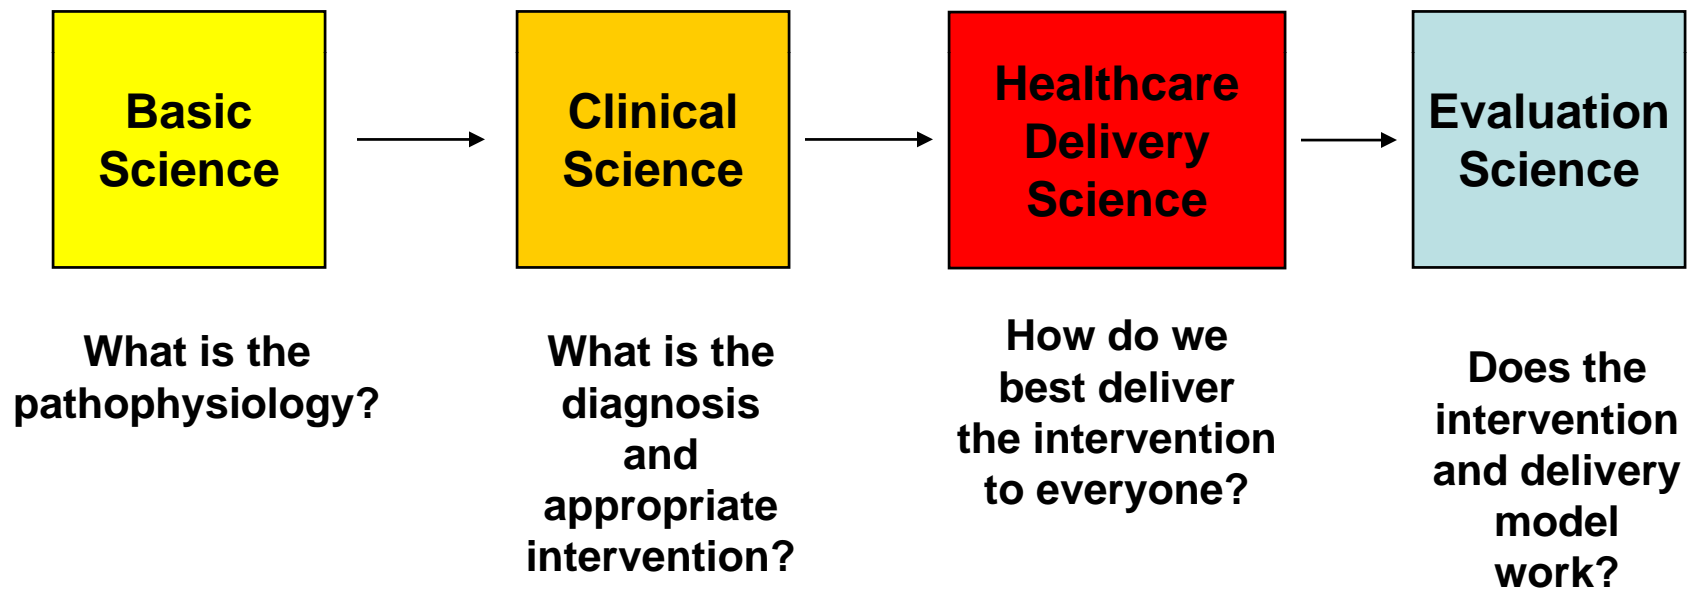 Basic
Science
Clinical
Science
Healthcare
Delivery
Science
Evaluation
Science
What is the
pathophysiology?
What is the
diagnosis
and
appropriate
intervention?
How do we
best deliver
the intervention
to everyone?
Does the
intervention
and delivery
model
work?